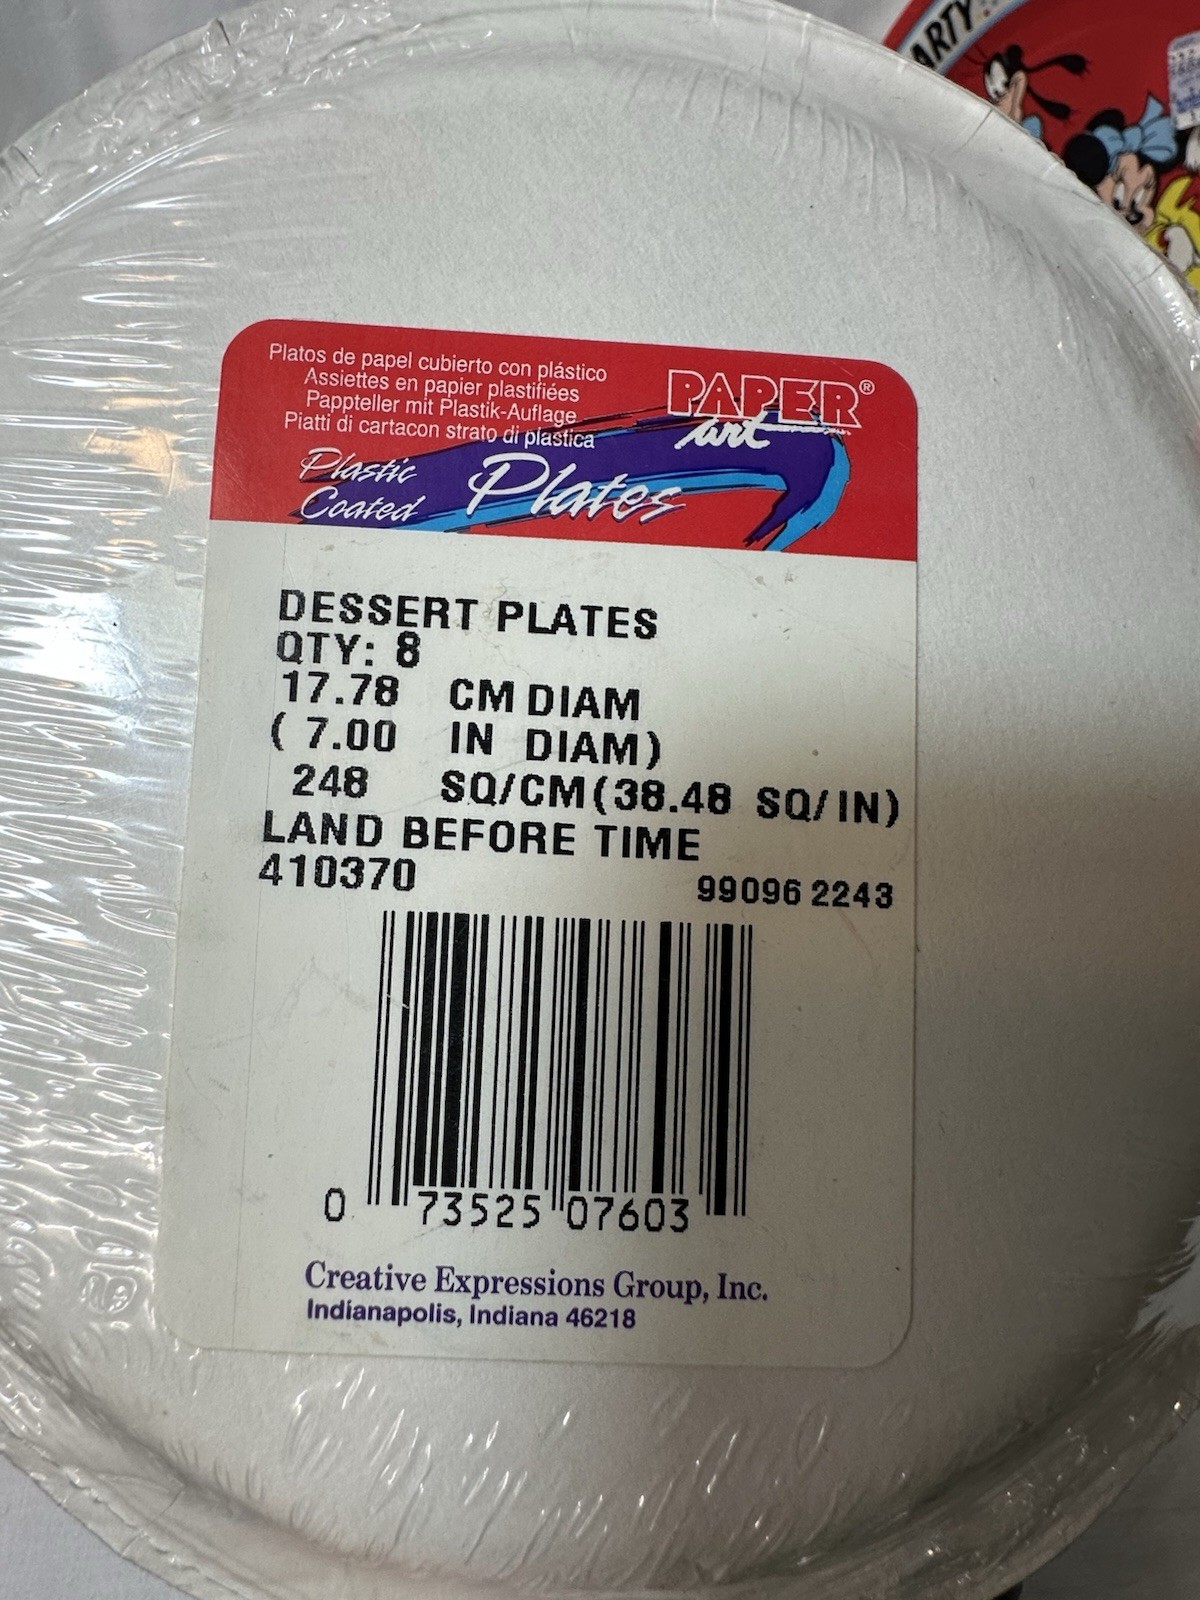 ARTY
Platos de papel cubierto con plástico
Assiettes en papier plastifiées
Pappteller mit Plastik-Auflage
Piatti di cartacon strato di plastica
PAPER®
art
Plastic
Coated
Plates
DESSERT PLATES
QTY: 8
17.78 CM DIAM
( 7.00 IN DIAM)
248 SQ/CM(38.48 SQ/IN)
LAND BEFORE TIME
410370
990962243
0 73525 07603
Creative Expressions Group, Inc.
Indianapolis, Indiana 46218